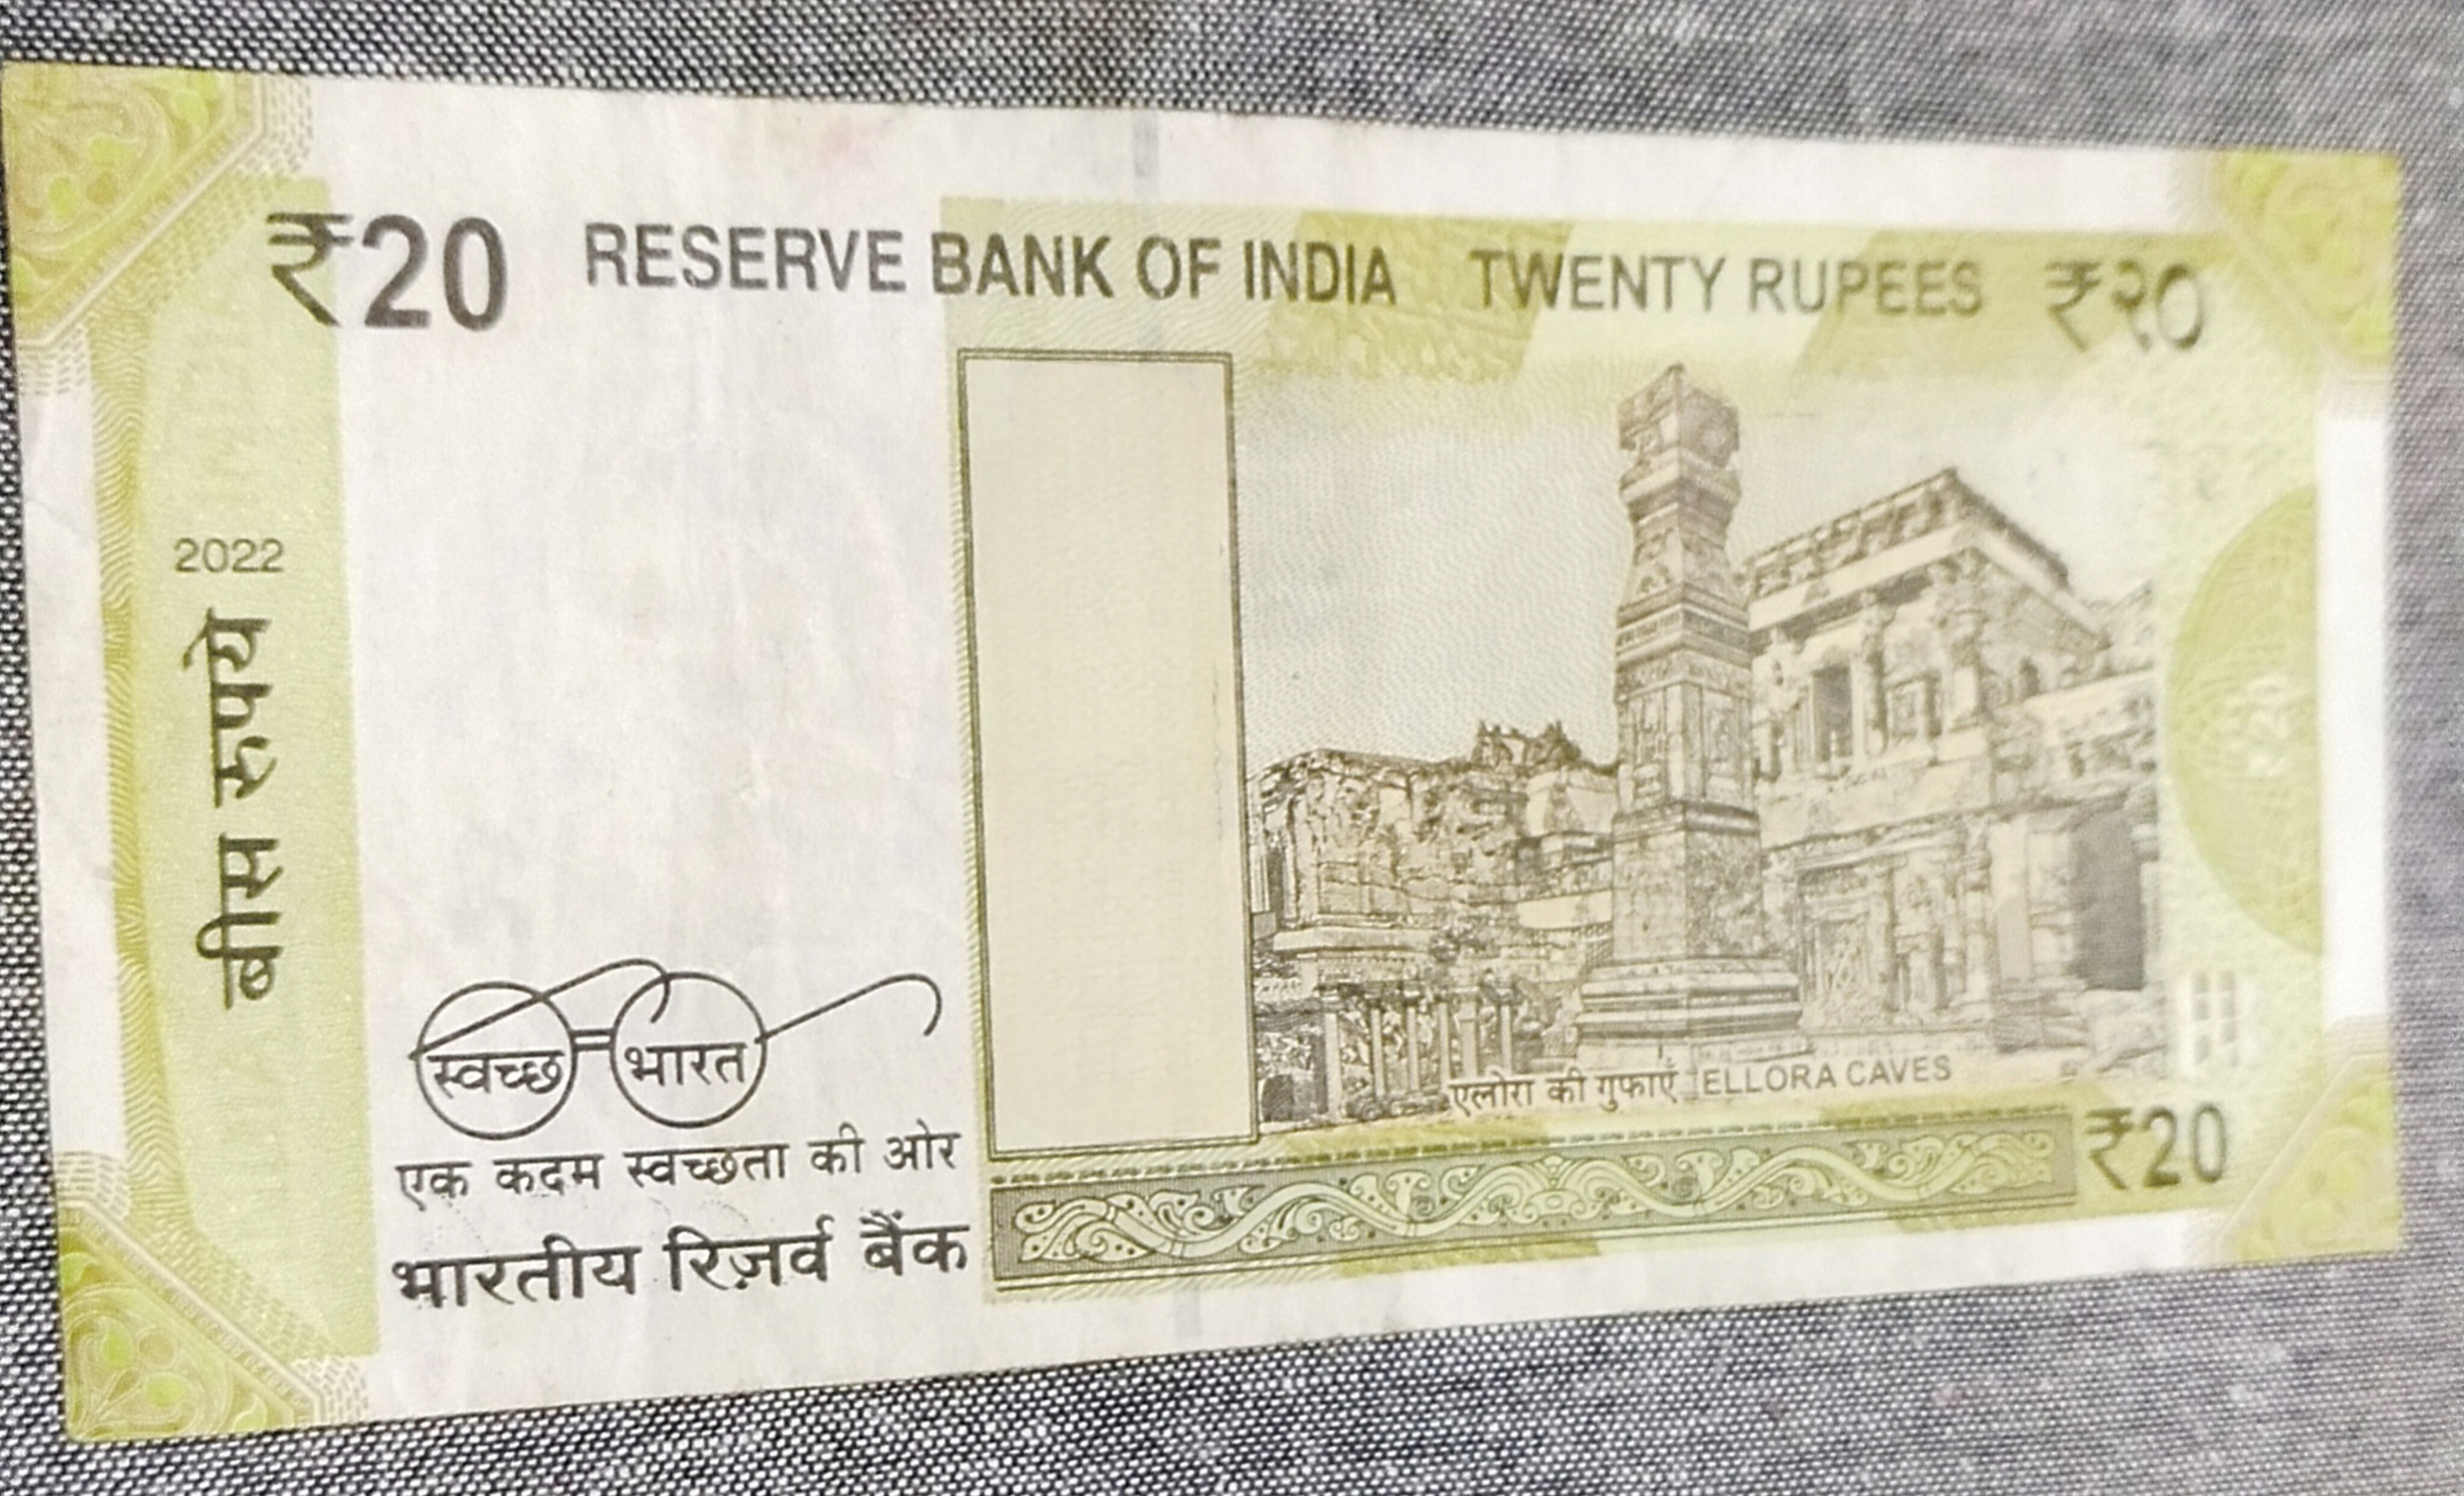 ₹20 RESERVE BANK OF INDIA TWENTY RUPEES ₹२०
2022
बीस रुपये
स्वच्छ भारत
एक कदम स्वच्छता की ओर
भारतीय रिज़र्व बैंक
एलोरा की गुफाएं ELLORA CAVES
₹20